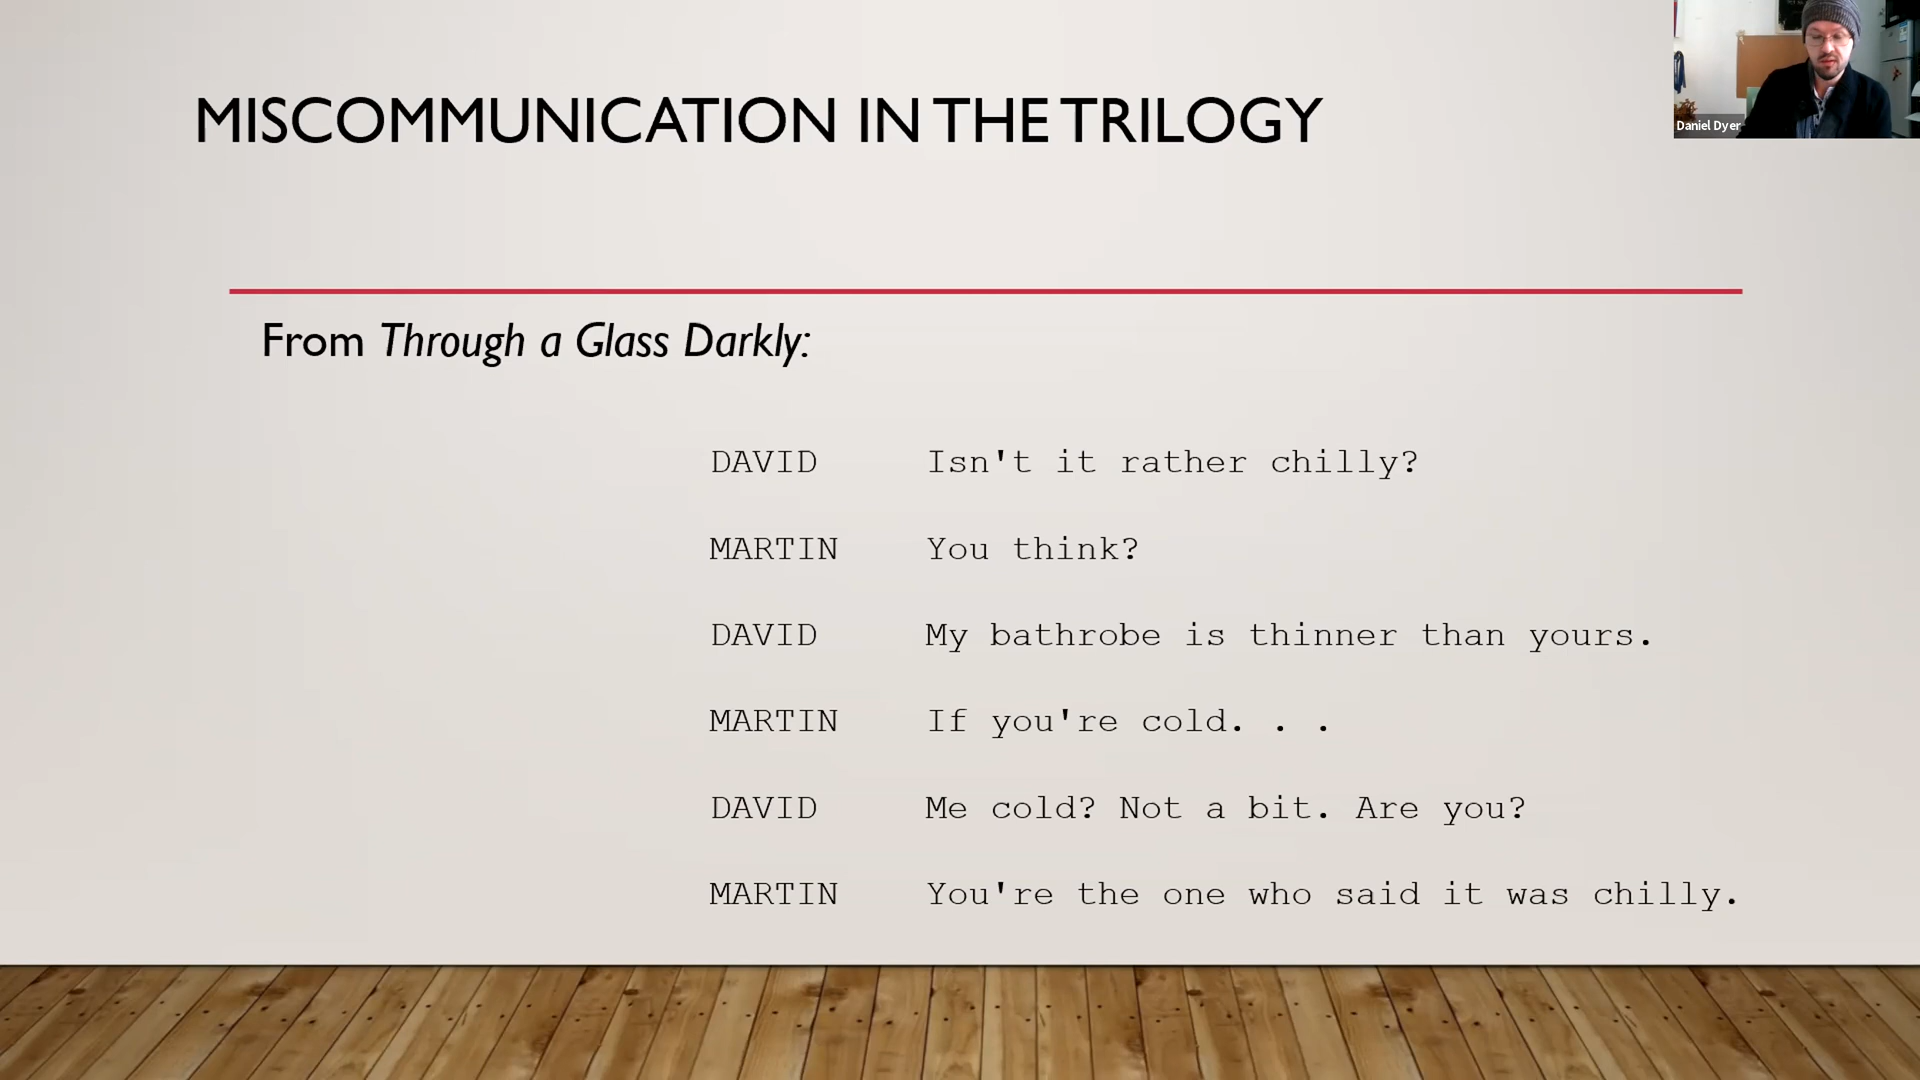 MISCOMMUNICATION IN THE TRILOGY
Daniel Dyer
From Through a Glass Darkly:
DAVID Isn't it rather chilly?
MARTIN You think?
DAVID My bathrobe is thinner than yours.
MARTIN If you're cold. . .
DAVID Me cold? Not a bit. Are you?
MARTIN You're the one who said it was chilly.